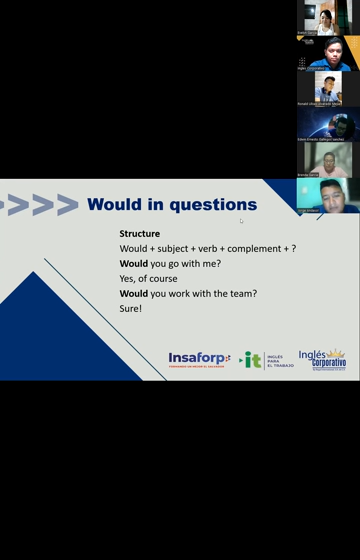 Would in questions
Structure
Would + subject + verb + complement + ?
Would you go with me?
Yes, of course
Would you work with the team?
Sure!
Insaforp
it
INGLÉS
PARA
EL TRABAJO
Inglés
Corporativo